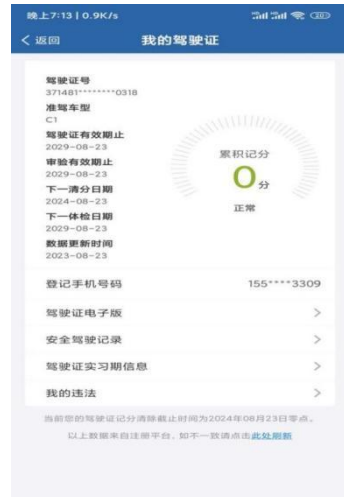 晚上7:13 | 0.9K/s
返回
我的驾驶证
驾驶证号
371481********0318
准驾车型
C1
驾驶证有效期止
2029-08-23
审验有效期止
2029-08-23
下一清分日期
2024-08-23
下一体检日期
2029-08-23
数据更新时间
2023-08-23
累积记分
0分
正常
登记手机号码 155****3309
驾驶证电子版
安全驾驶记录
驾驶证实习期信息
我的违法
当前您的驾驶证记分清除截止时间为2024年08月23日零点。
以上数据来自注册平台，如不一致请点击此处刷新